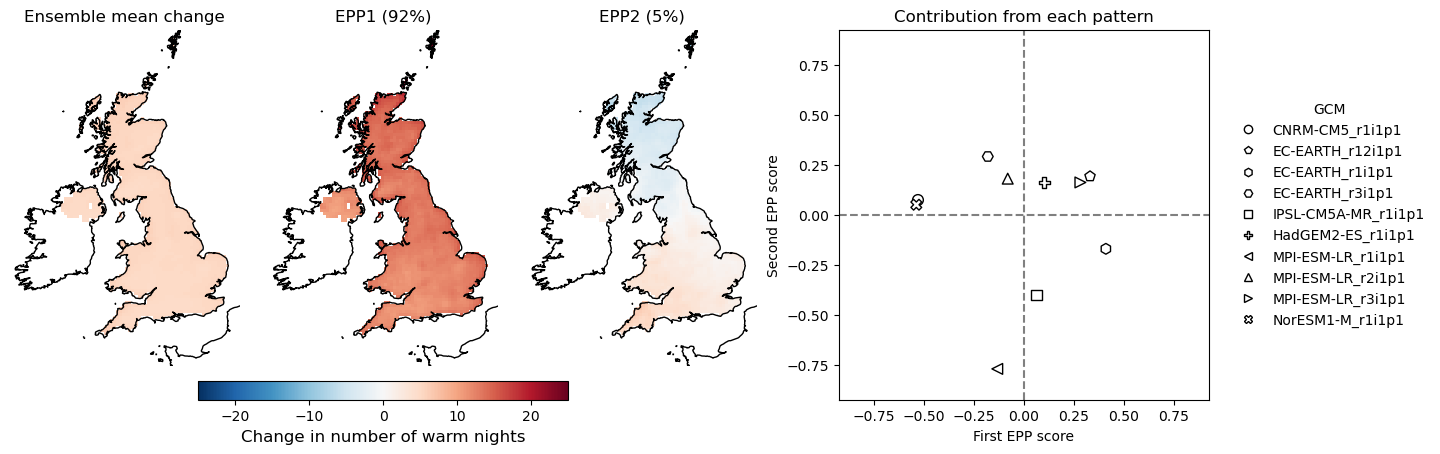 Ensemble mean change
EPP1 (92%)
EPP2 (5%)
−20
−10
0
10
20
Change in number of warm nights
Contribution from each pattern
0.75
0.50
0.25
0.00
−0.25
−0.50
−0.75
Second EPP score
−0.75
−0.50
−0.25
0.00
0.25
0.50
0.75
First EPP score
GCM
CNRM-CM5_r1i1p1
EC-EARTH_r12i1p1
EC-EARTH_r1i1p1
EC-EARTH_r3i1p1
IPSL-CM5A-MR_r1i1p1
HadGEM2-ES_r1i1p1
MPI-ESM-LR_r1i1p1
MPI-ESM-LR_r2i1p1
MPI-ESM-LR_r3i1p1
NorESM1-M_r1i1p1